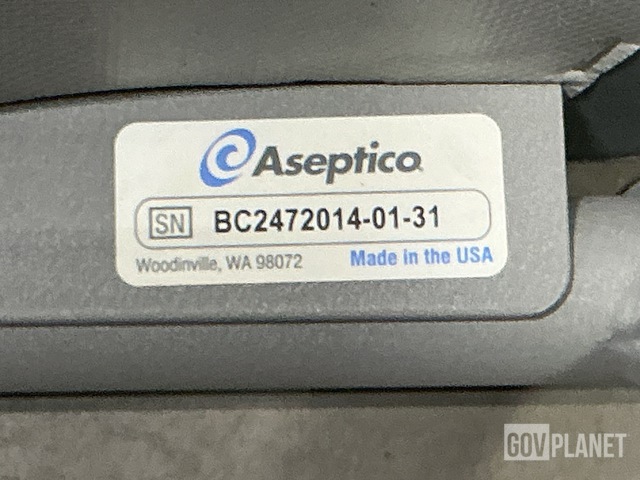 Aseptico
SN BC2472014-01-31
Woodinville, WA 98072 Made in the USA
GOVPLANET